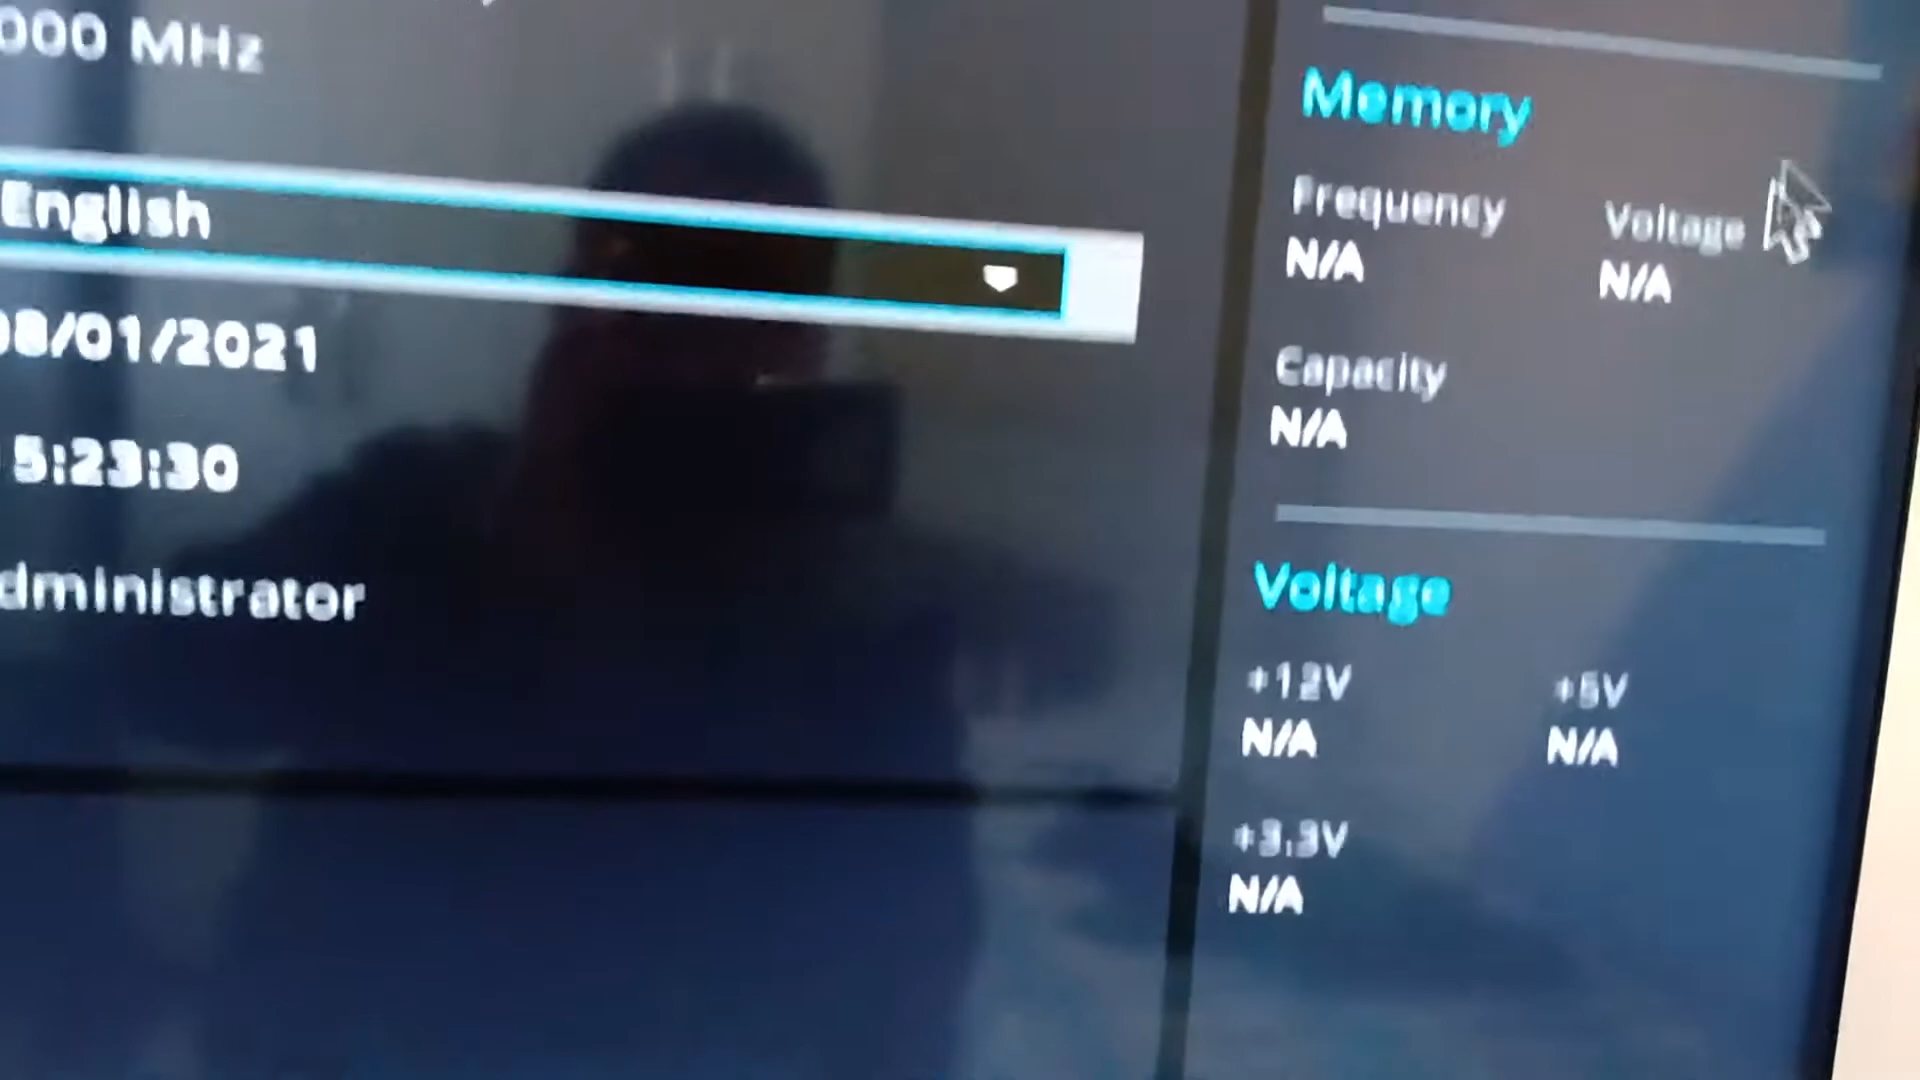 000 MHz
English
08/01/2021
5:23:30
dministrator
Memory
Frequency Voltage
N/A N/A
Capacity
N/A
Voltage
+12V +5V
N/A N/A
+3.3V
N/A